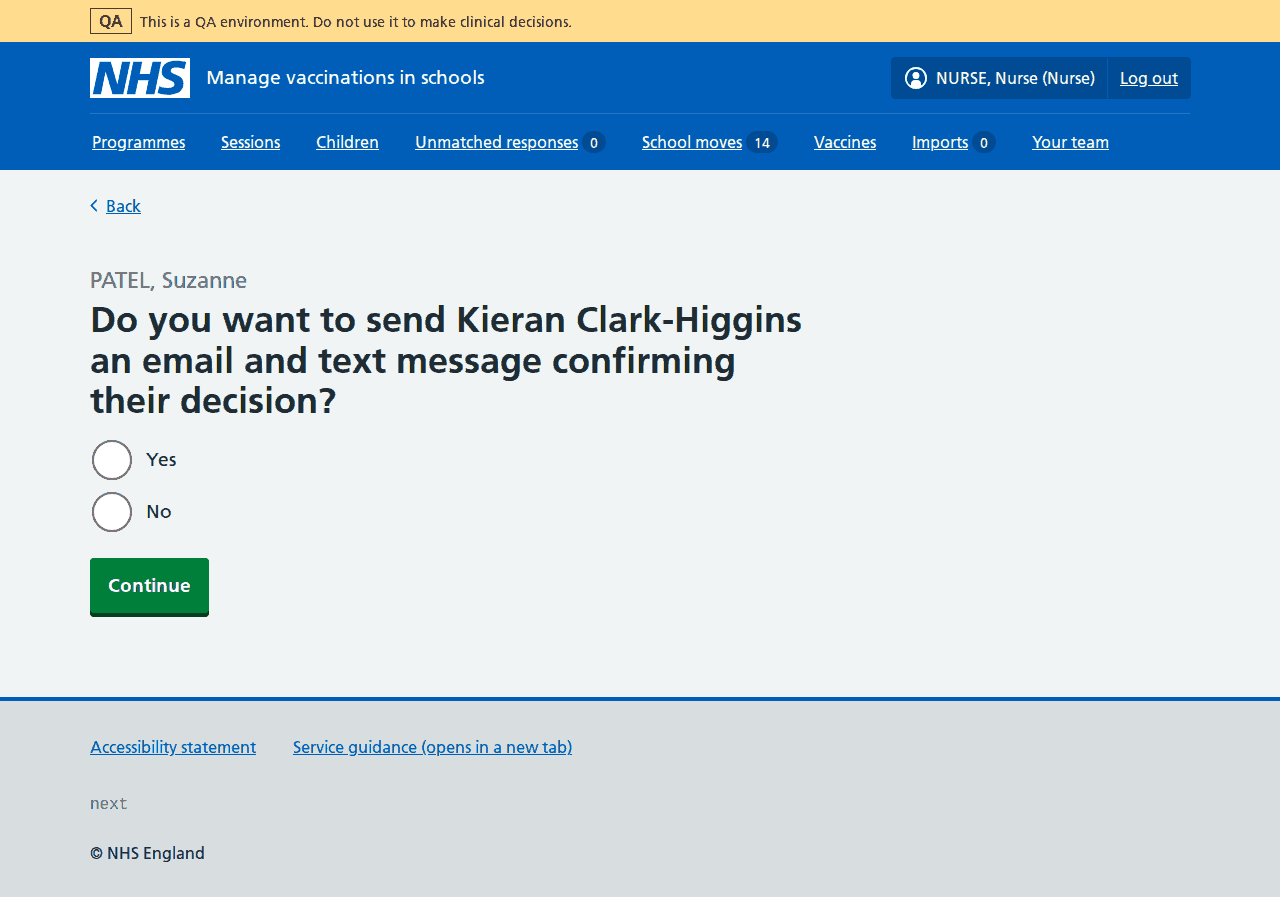 QA This is a QA environment. Do not use it to make clinical decisions.
NHS Manage vaccinations in schools NURSE, Nurse (Nurse) Log out
Programmes Sessions Children Unmatched responses 0 School moves 14 Vaccines Imports 0 Your team
Back
PATEL, Suzanne
Do you want to send Kieran Clark-Higgins
an email and text message confirming
their decision?
Yes
No
Continue
Accessibility statement Service guidance (opens in a new tab)
next
© NHS England